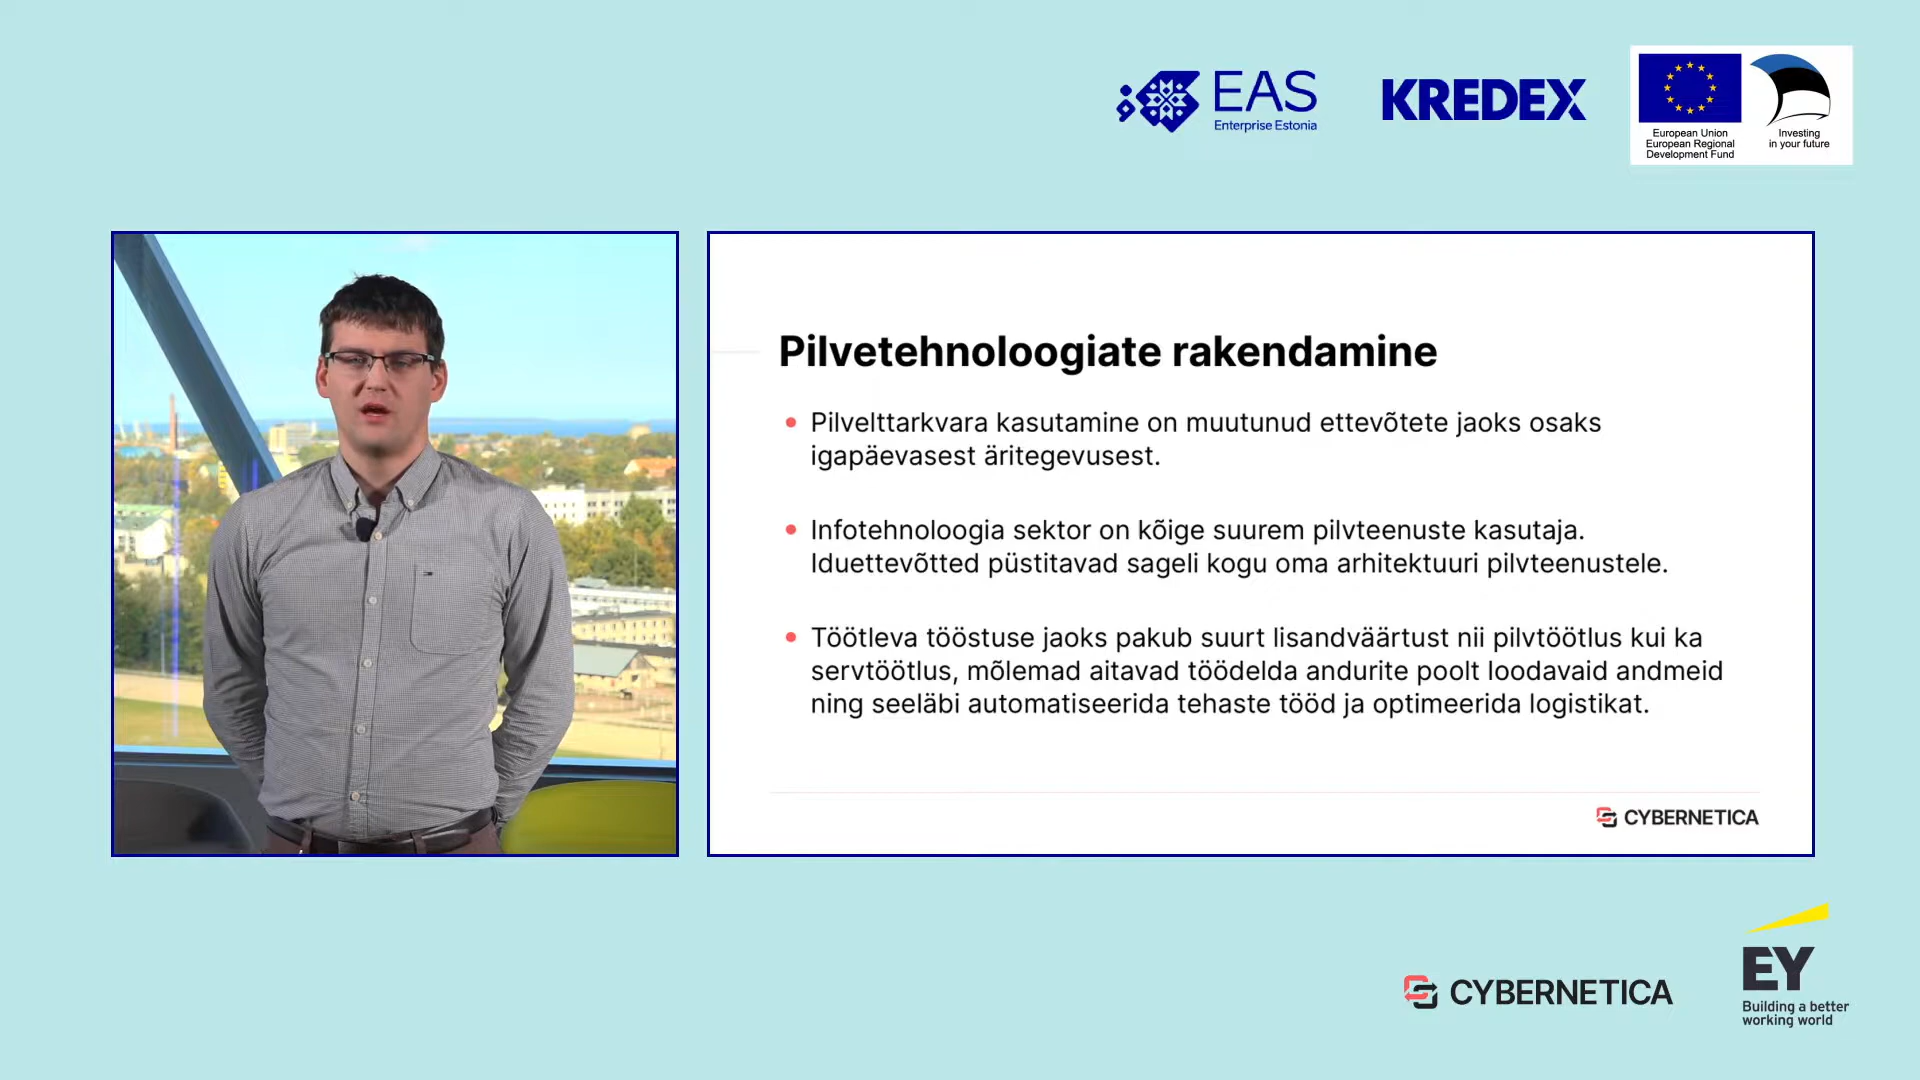 EAS
Enterprise Estonia
KREDEX
European Union
European Regional
Development Fund
Investing
in your future
Pilvetehnoloogiate rakendamine
Pilvelttarkvara kasutamine on muutunud ettevõtete jaoks osaks
igapäevasest äritegevusest.
Infotehnoloogia sektor on kõige suurem pilvteenuste kasutaja.
Iduettevõtted püstitavad sageli kogu oma arhitektuuri pilvteenustele.
Töötleva tööstuse jaoks pakub suurt lisandväärtust nii pilvtöötlus kui ka
servtöötlus, mõlemad aitavad töödelda andurite poolt loodavaid andmeid
ning seeläbi automatiseerida tehaste tööd ja optimeerida logistikat.
CYBERNETICA
CYBERNETICA
EY
Building a better
working world